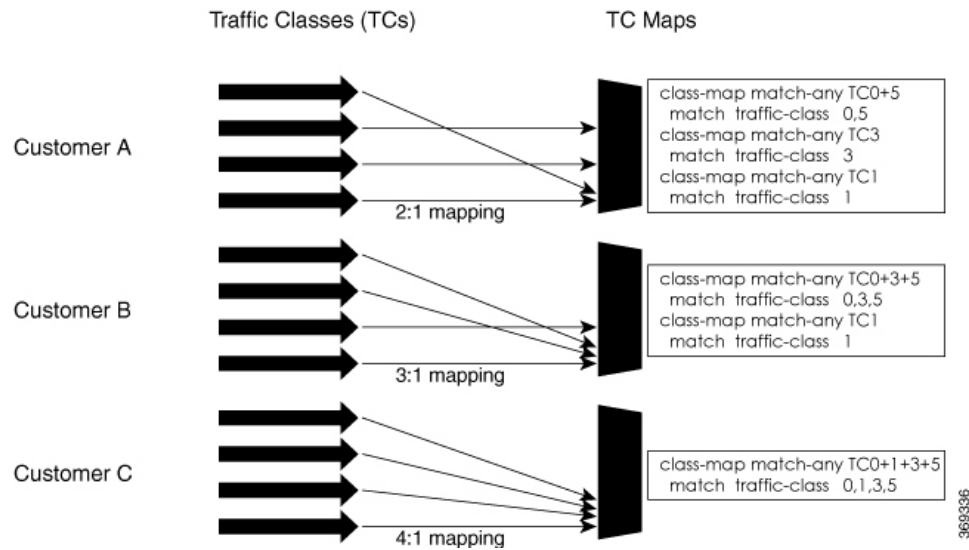 Traffic Classes (TCs)
TC Maps
Customer A
2:1 mapping
class-map match-any TC0+5
match traffic-class 0,5
class-map match-any TC3
match traffic-class 3
class-map match-any TC1
match traffic-class 1
Customer B
3:1 mapping
class-map match-any TC0+3+5
match traffic-class 0,3,5
class-map match-any TC1
match traffic-class 1
Customer C
4:1 mapping
class-map match-any TC0+1+3+5
match traffic-class 0,1,3,5
369336